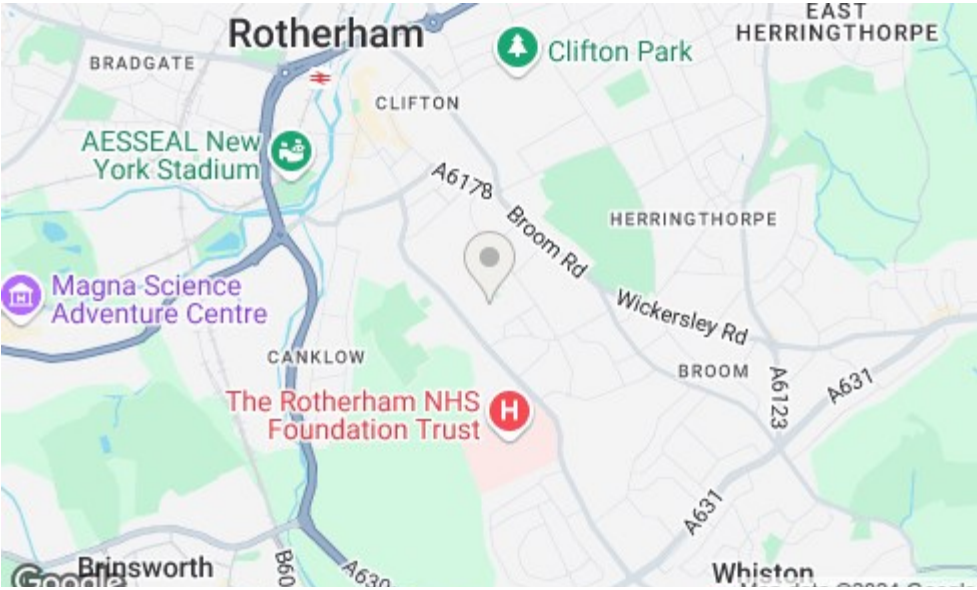 Rotherham
EAST
HERRINGTHORPE
BRADGATE
Clifton Park
CLIFTON
AESSEAL New
York Stadium
A6178
Broom Rd
HERRINGTHORPE
Magna Science
Adventure Centre
Wickersley Rd
CANKLOW
BROOM
A6123
A631
The Rotherham NHS
Foundation Trust
H
A631
Brinsworth
A630
Whiston
Google